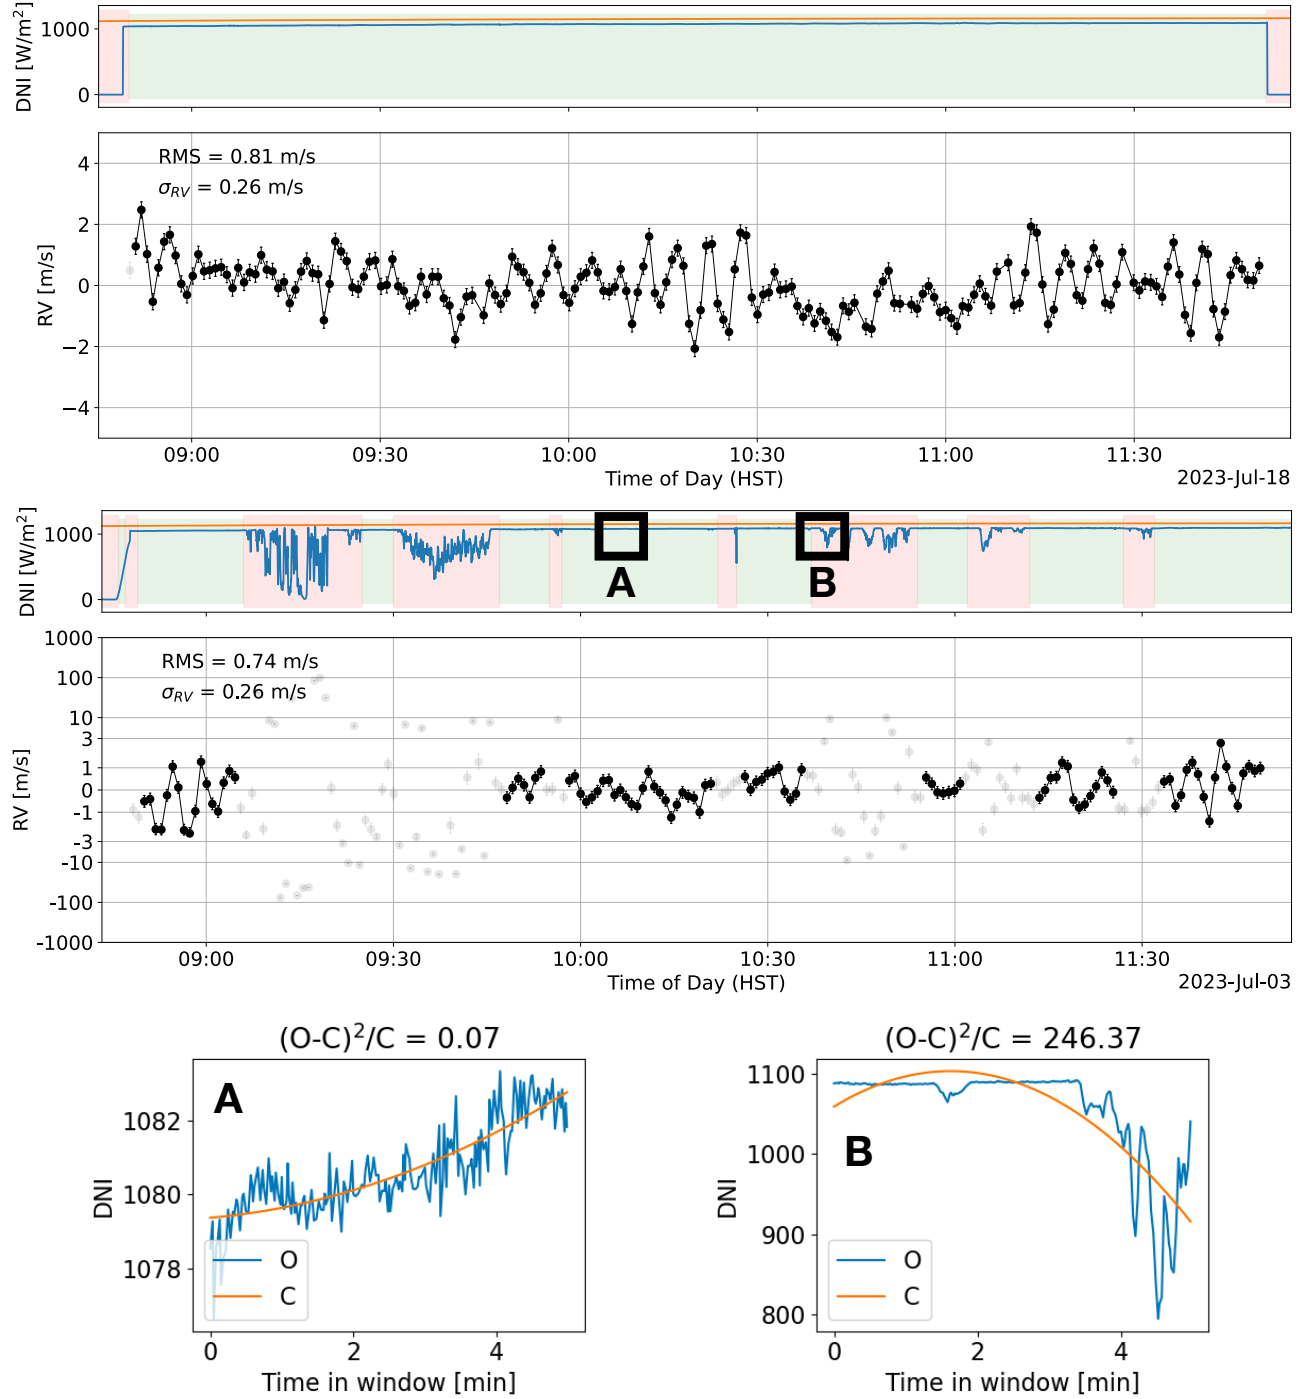 DNI [W/m²]
1000
0
RV [m/s]
RMS = 0.81 m/s
σRV = 0.26 m/s
4
2
0
−2
−4
09:00 09:30 10:00 10:30 11:00 11:30
Time of Day (HST)
2023-Jul-18
DNI [W/m²]
1000
0
A
B
RV [m/s]
RMS = 0.74 m/s
σRV = 0.26 m/s
1000
100
10
3
1
0
-1
-3
-10
-100
-1000
09:00 09:30 10:00 10:30 11:00 11:30
Time of Day (HST)
2023-Jul-03
(O-C)²/C = 0.07
A
DNI
1082
1080
1078
O
C
0 2 4
Time in window [min]
(O-C)²/C = 246.37
B
DNI
1100
1000
900
800
O
C
0 2 4
Time in window [min]